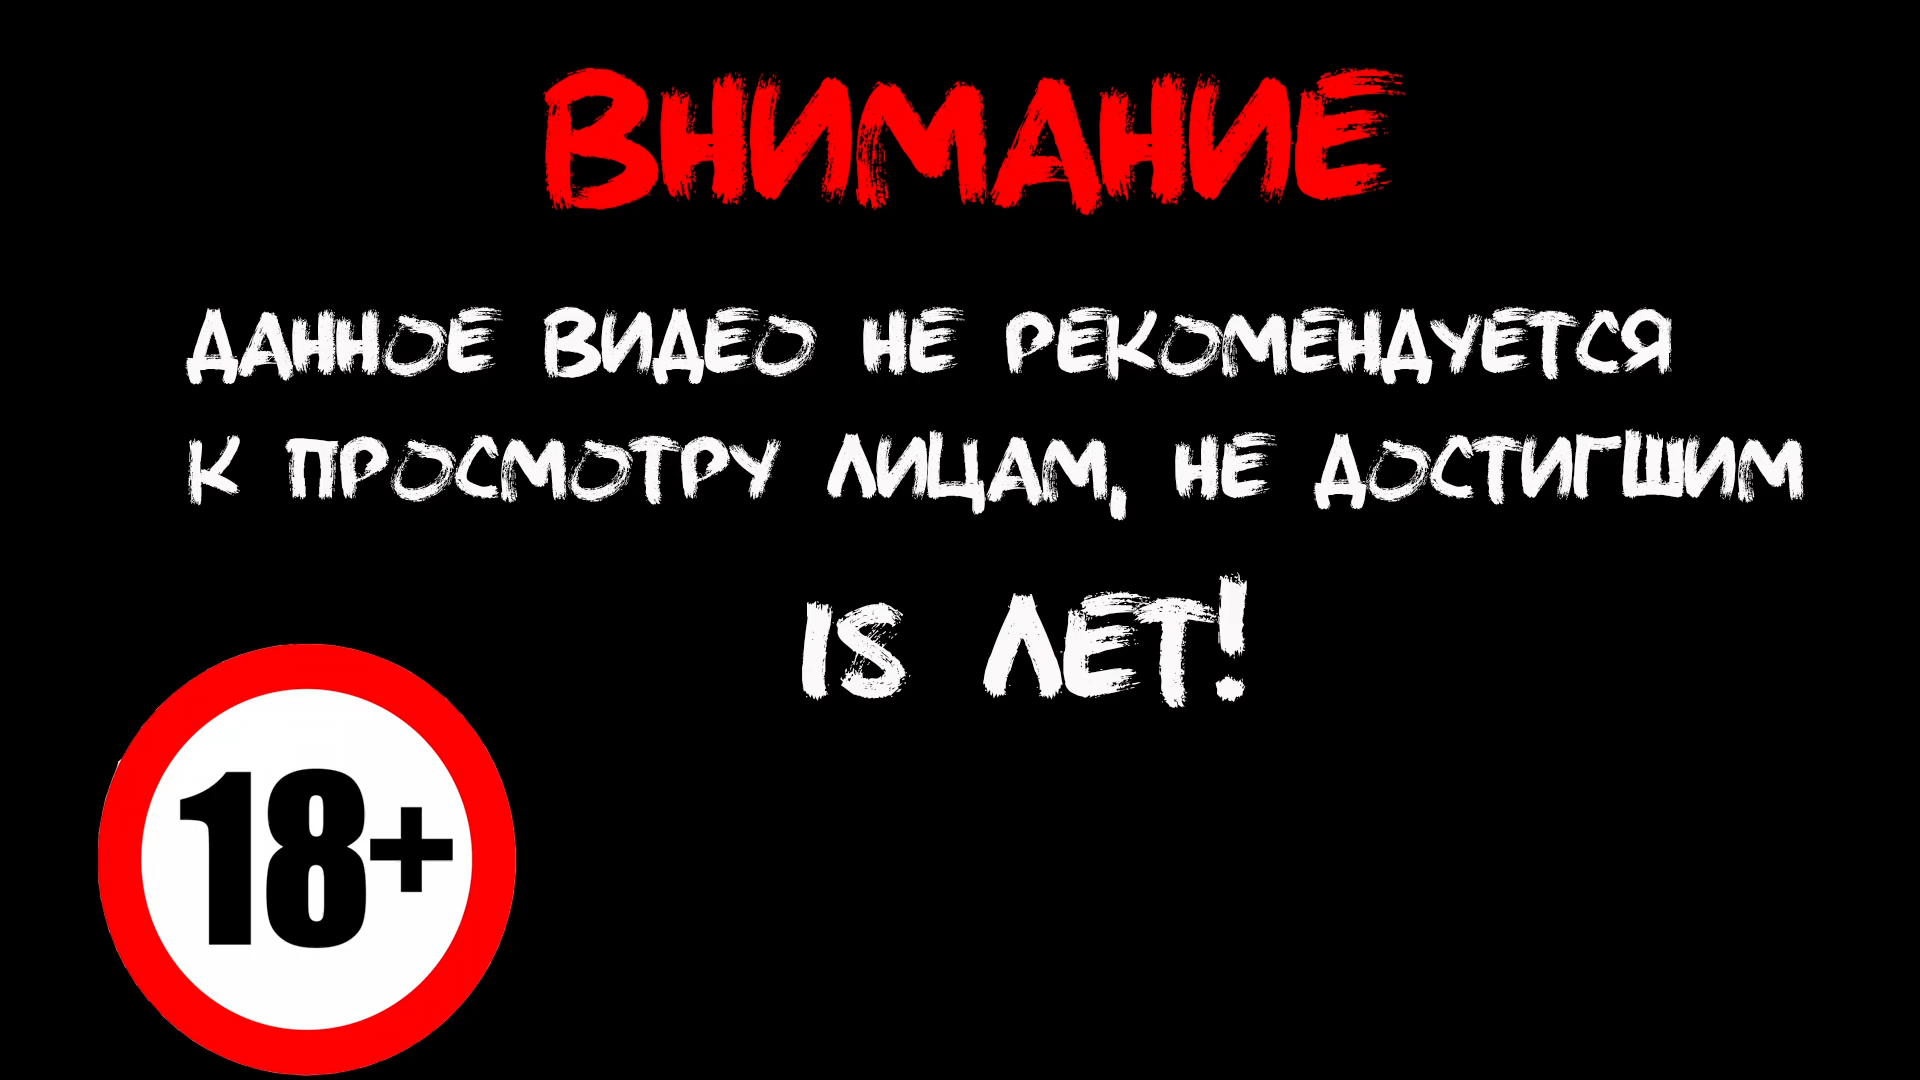 ВНИМАНИЕ
ДАННОЕ ВИДЕО НЕ РЕКОМЕНДУЕТСЯ
К ПРОСМОТРУ ЛИЦАМ, НЕ ДОСТИГШИМ
18 ЛЕТ!
18+